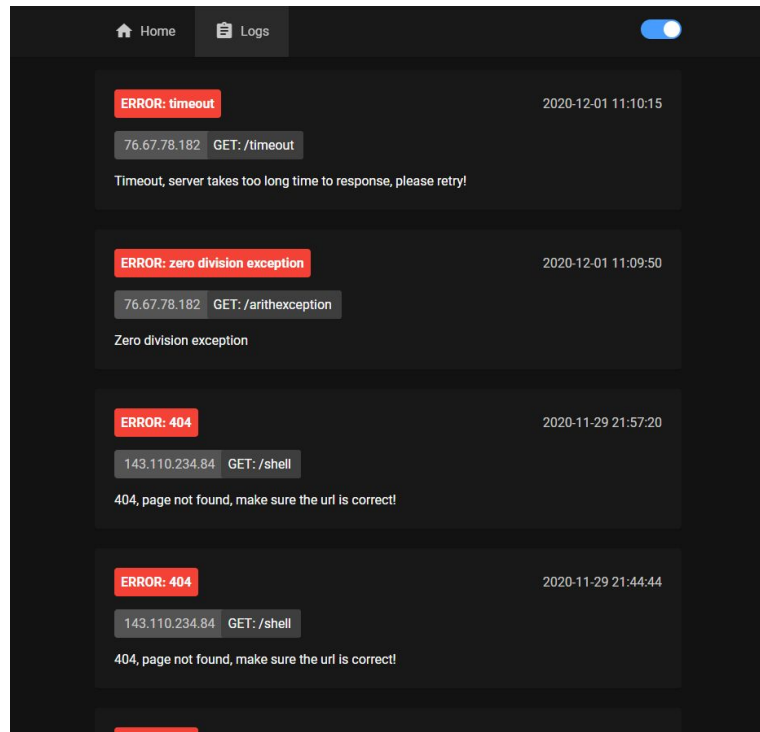 Home Logs
ERROR: timeout 2020-12-01 11:10:15
76.67.78.182 GET: /timeout
Timeout, server takes too long time to response, please retry!
ERROR: zero division exception 2020-12-01 11:09:50
76.67.78.182 GET: /arithexception
Zero division exception
ERROR: 404 2020-11-29 21:57:20
143.110.234.84 GET: /shell
404, page not found, make sure the url is correct!
ERROR: 404 2020-11-29 21:44:44
143.110.234.84 GET: /shell
404, page not found, make sure the url is correct!